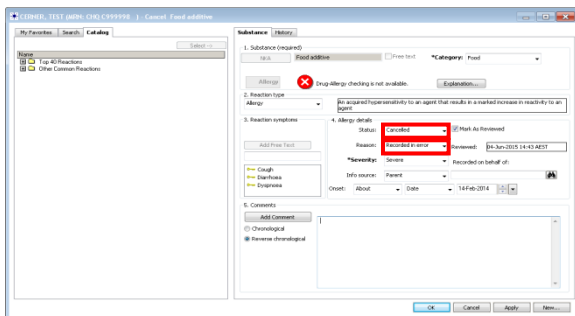 CERNER, TEST (MRN: CHQ C999998 ) - Cancel Food additive
My Favorites Search Catalog
Select ->
Name
Top 40 Reactions
Other Common Reactions
Substance History
1. Substance (required)
NKA Food additive Free text *Category: Food
Allergy Drug-Allergy checking is not available. Explanation...
2. Reaction type
Allergy
An acquired hypersensitivity to an agent that results in a marked increase in reactivity to an
agent
3. Reaction symptoms
Add Free Text
Cough
Diarrhoea
Dyspnoea
4. Allergy details
Status: Cancelled Mark As Reviewed
Reason: Recorded in error Reviewed: 04-Jun-2015 14:43 AEST
*Severity: Severe Recorded on behalf of:
Info source: Parent
Onset: About Date 14-Feb-2014
5. Comments
Add Comment
Chronological
Reverse chronological
OK Cancel Apply New...